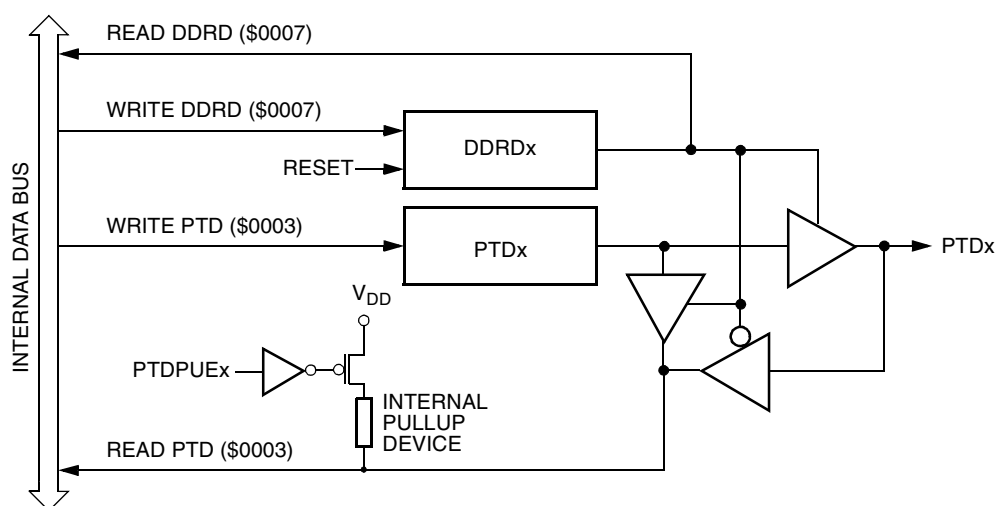 READ DDRD ($0007)
WRITE DDRD ($0007)
DDRDx
RESET
WRITE PTD ($0003)
PTDx
PTDx
INTERNAL DATA BUS
VDD
PTDPUEx
INTERNAL
PULLUP
DEVICE
READ PTD ($0003)